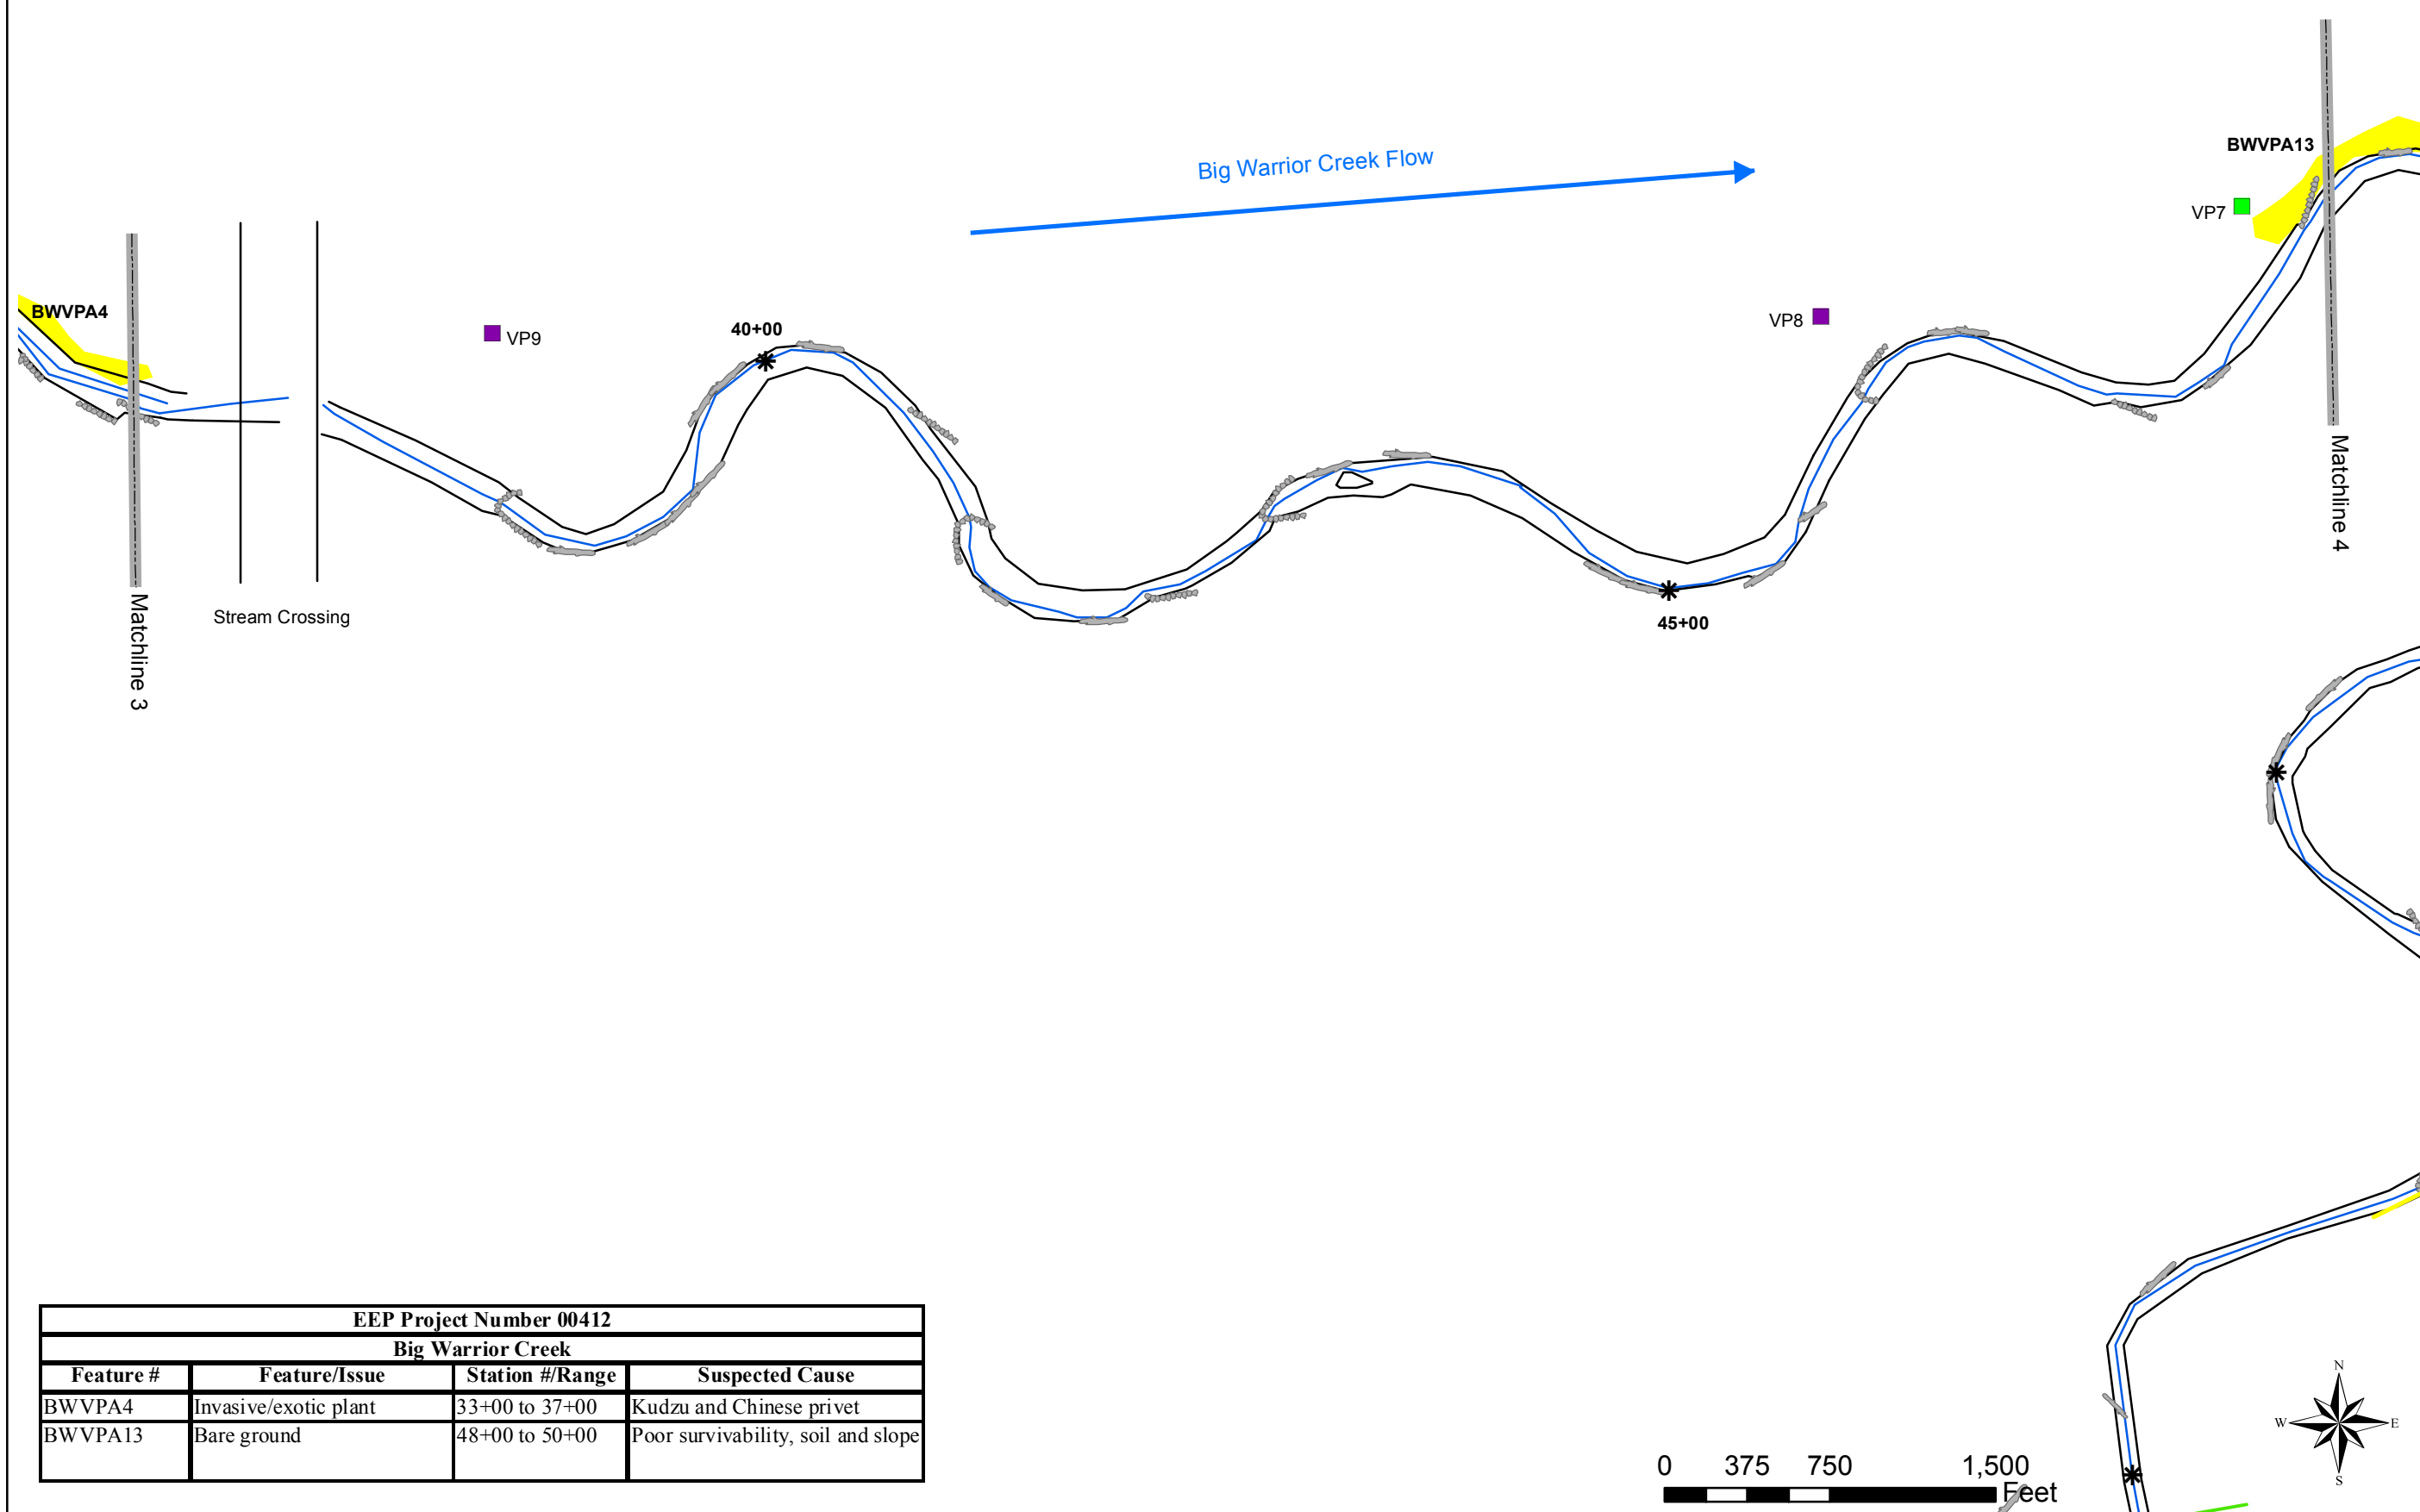 Big Warrior Creek Flow
BWVPA13
VP7
BWVPA4
VP9
40+00
VP8
Matchline 3
Stream Crossing
45+00
Matchline 4
EEP Project Number 00412
Big Warrior Creek
Feature # Feature/Issue Station #/Range Suspected Cause
BWVPA4 Invasive/exotic plant 33+00 to 37+00 Kudzu and Chinese privet
BWVPA13 Bare ground 48+00 to 50+00 Poor survivability, soil and slope
N
W E
S
0 375 750 1,500
Feet